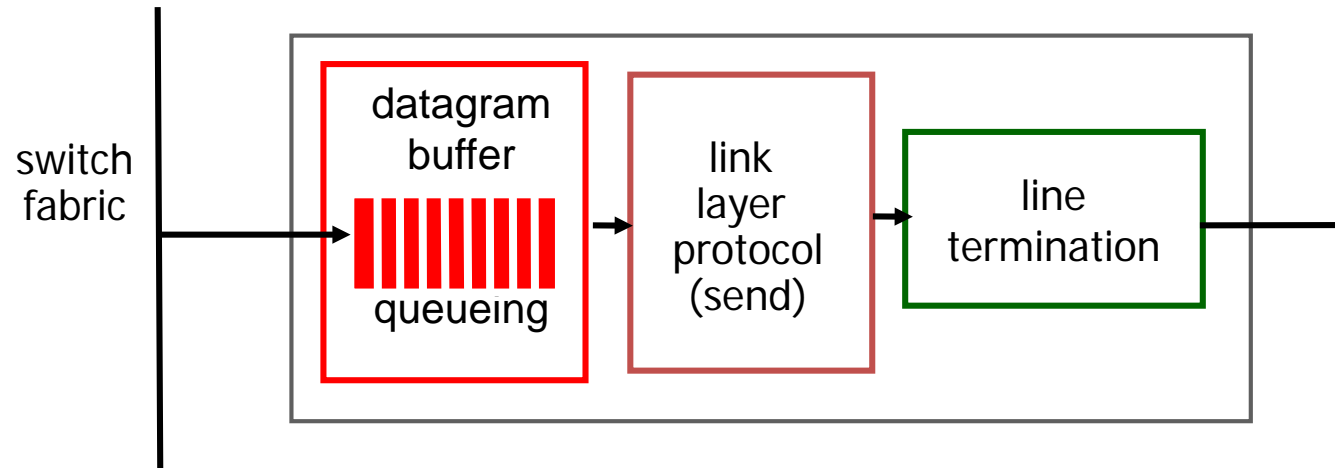 switch
fabric
datagram
buffer
queueing
link
layer
protocol
(send)
line
termination